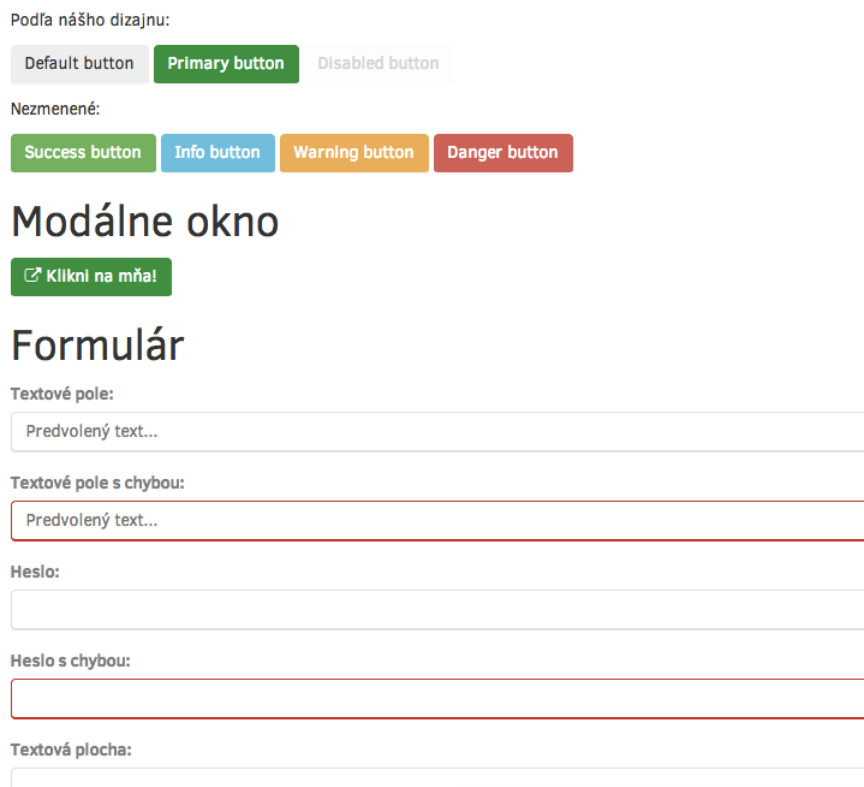 Podľa nášho dizajnu:
Default button Primary button Disabled button
Nezmenené:
Success button Info button Warning button Danger button
Modálne okno
Klikni na mňa!
Formulár
Textové pole:
Predvolený text...
Textové pole s chybou:
Predvolený text...
Heslo:
Heslo s chybou:
Textová plocha: